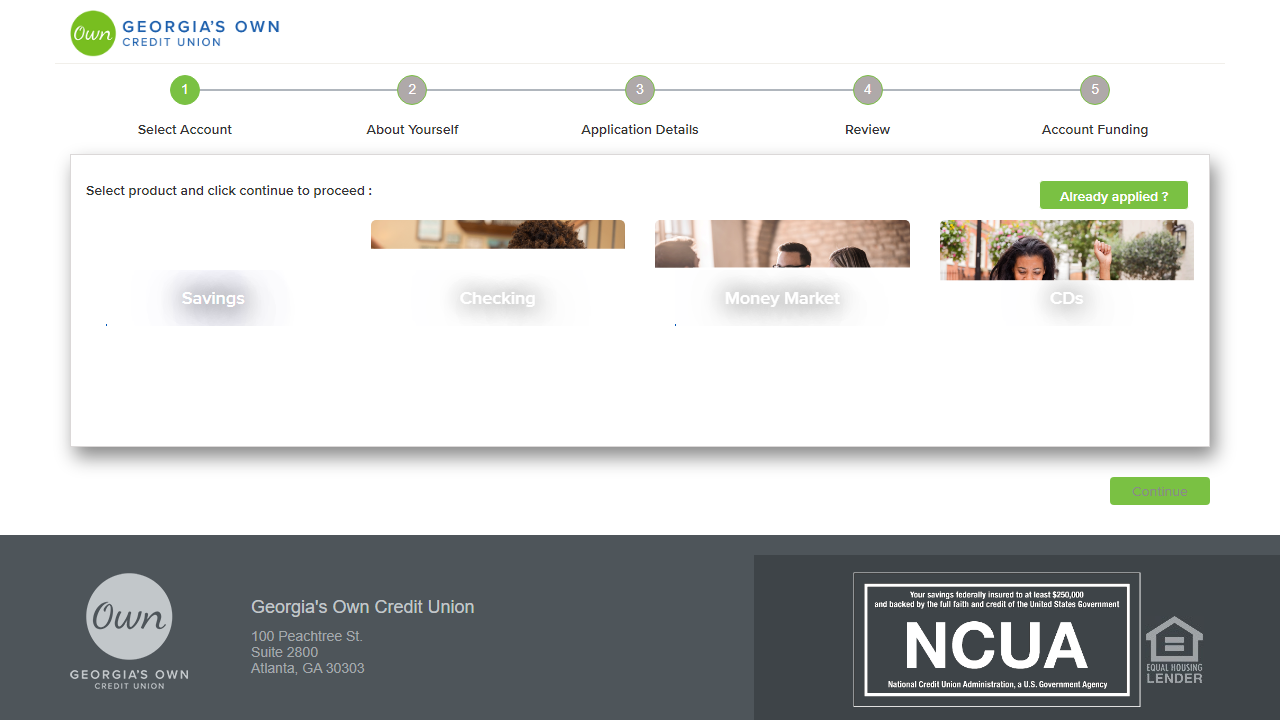 Own
GEORGIA'S OWN
CREDIT UNION
1
2
3
4
5
Select Account
About Yourself
Application Details
Review
Account Funding
Select product and click continue to proceed :
Already applied ?
Savings
Checking
Money Market
CDs
Continue
Own
GEORGIA'S OWN
CREDIT UNION
Georgia's Own Credit Union
100 Peachtree St.
Suite 2800
Atlanta, GA 30303
Your savings federally insured to at least $250,000
and backed by the full faith and credit of the United States Government
NCUA
National Credit Union Administration, a U.S. Government Agency
EQUAL HOUSING
LENDER